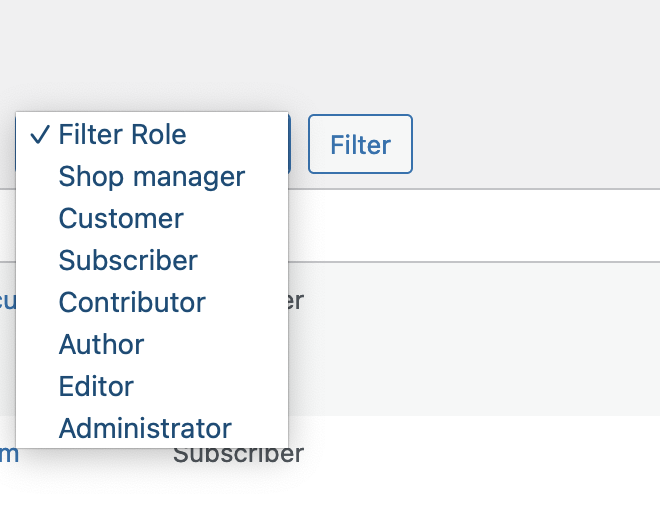 Filter Role
Filter
Shop manager
Customer
Subscriber
Contributor
Author
Editor
Administrator
Subscriber